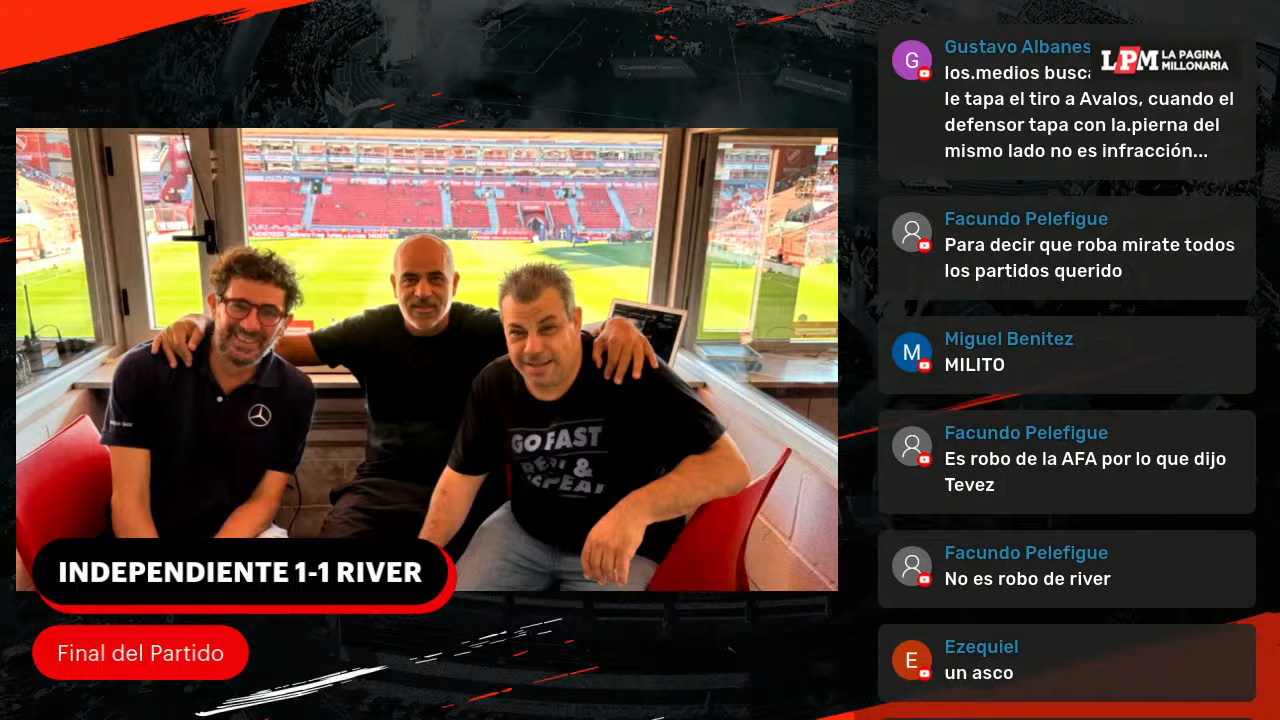 Gustavo Albanes
LPM LA PAGINA
MILLONARIA
los.medios busca
le tapa el tiro a Avalos, cuando el
defensor tapa con la.pierna del
mismo lado no es infracción...
Facundo Pelefigue
Para decir que roba mirate todos
los partidos querido
M
Miguel Benitez
MILITO
Facundo Pelefigue
Es robo de la AFA por lo que dijo
Tevez
Facundo Pelefigue
No es robo de river
E
Ezequiel
un asco
G
GO FAST
& 
REPEAT
INDEPENDIENTE 1-1 RIVER
Final del Partido